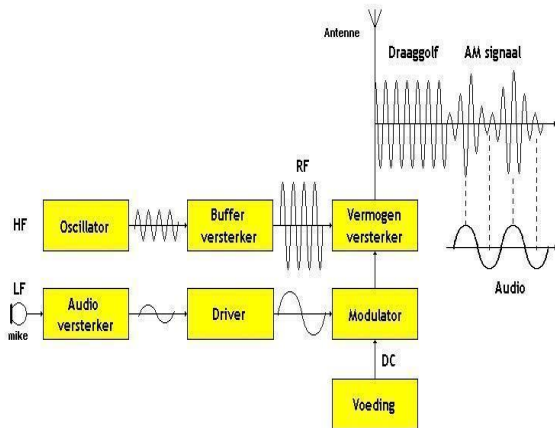 Antenne
Draaggolf
AM signaal
RF
HF
Oscillator
Buffer
versterker
Vermogen
versterker
Audio
LF
mike
Audio
versterker
Driver
Modulator
DC
Voeding